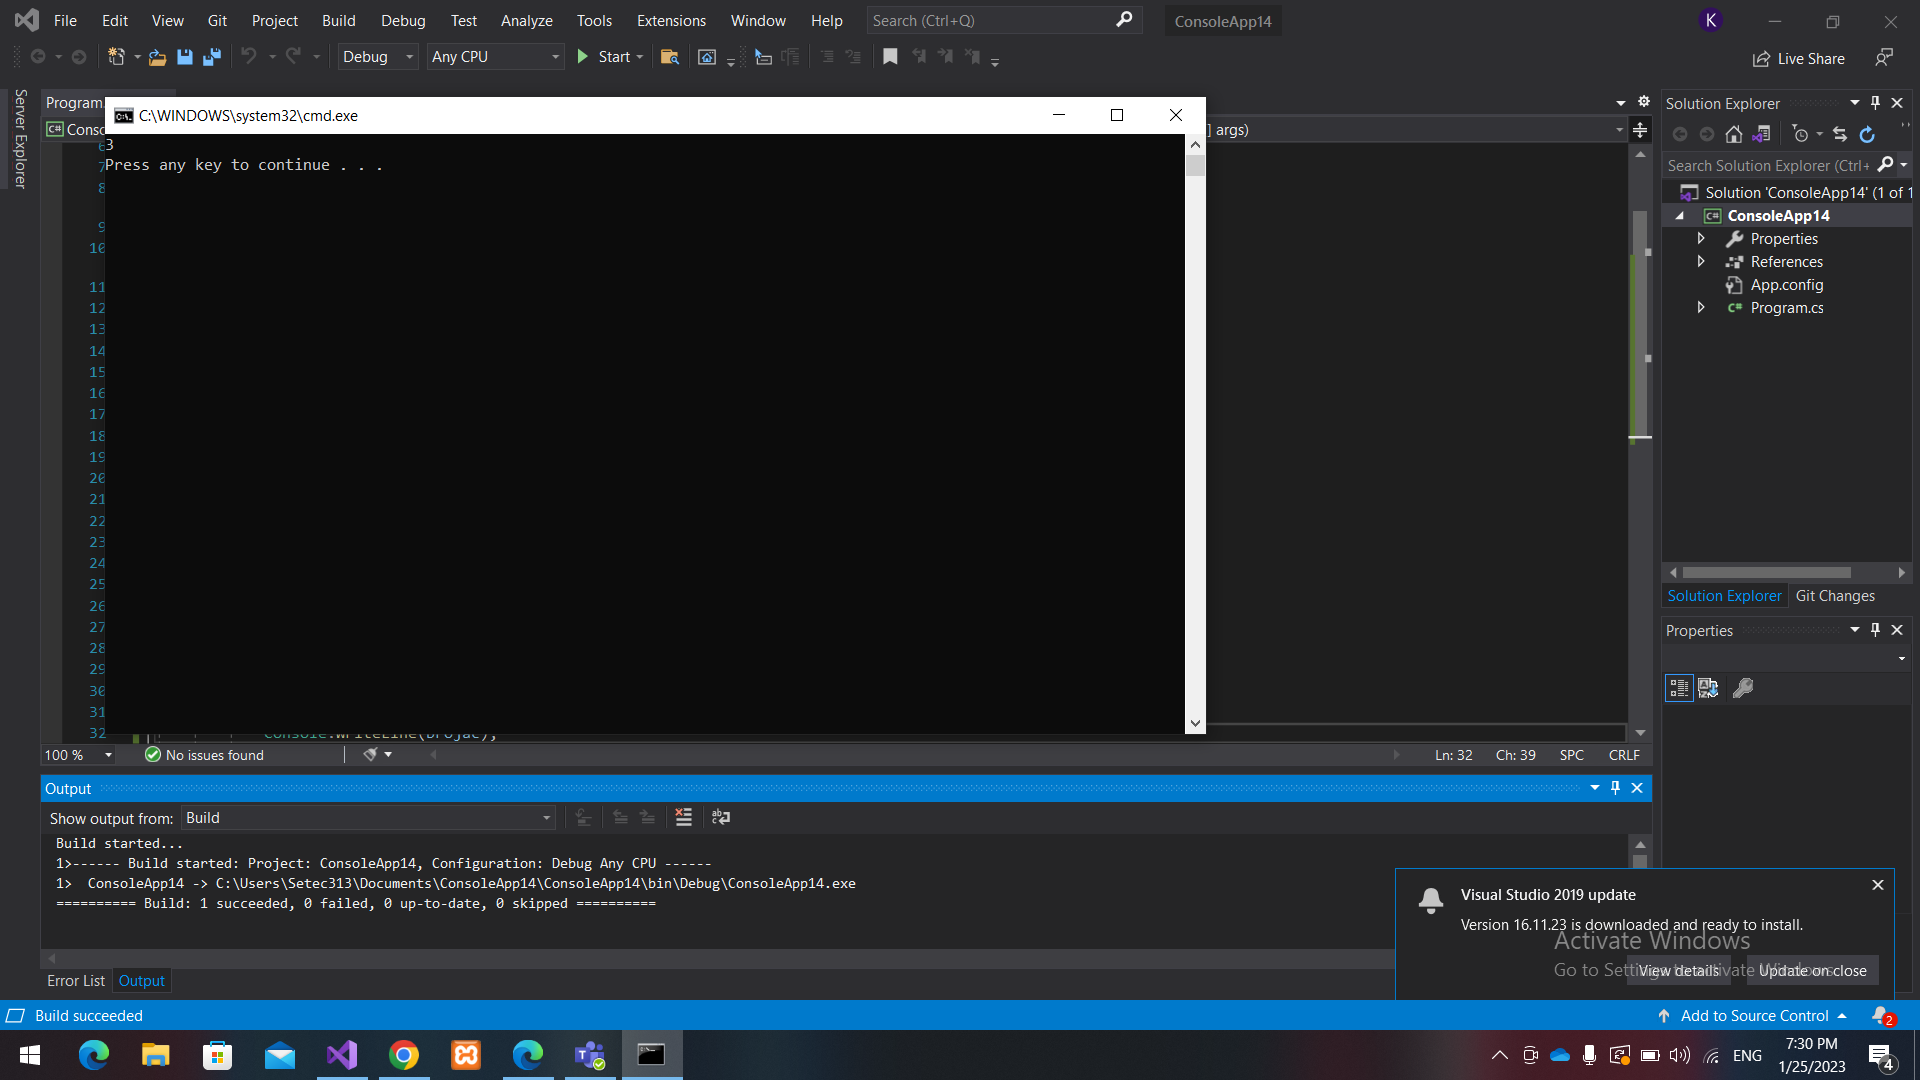 File Edit View Git Project Build Debug Test Analyze Tools Extensions Window Help Search (Ctrl+Q) ConsoleApp14 K
Debug Any CPU Start Live Share
Server Explorer
Program.
C:\WINDOWS\system32\cmd.exe
3
Press any key to continue . . .
C# Conso
] args)
7
8
9
10
11
12
13
14
15
16
17
18
19
20
21
22
23
24
25
26
27
28
29
30
31
32 Console.WriteLine(brojac);
100 % No issues found Ln: 32 Ch: 39 SPC CRLF
Solution Explorer
Search Solution Explorer (Ctrl+
Solution 'ConsoleApp14' (1 of 1
C# ConsoleApp14
Properties
References
App.config
C# Program.cs
Solution Explorer Git Changes
Properties
Output
Show output from: Build
Build started...
1>------ Build started: Project: ConsoleApp14, Configuration: Debug Any CPU ------
1>  ConsoleApp14 -> C:\Users\Setec313\Documents\ConsoleApp14\ConsoleApp14\bin\Debug\ConsoleApp14.exe
========== Build: 1 succeeded, 0 failed, 0 up-to-date, 0 skipped ==========
Error List Output
Visual Studio 2019 update
Version 16.11.23 is downloaded and ready to install.
View details Update on close
Activate Windows
Go to Settings to activate Windows.
Build succeeded Add to Source Control 2
ENG 7:30 PM
1/25/2023 4